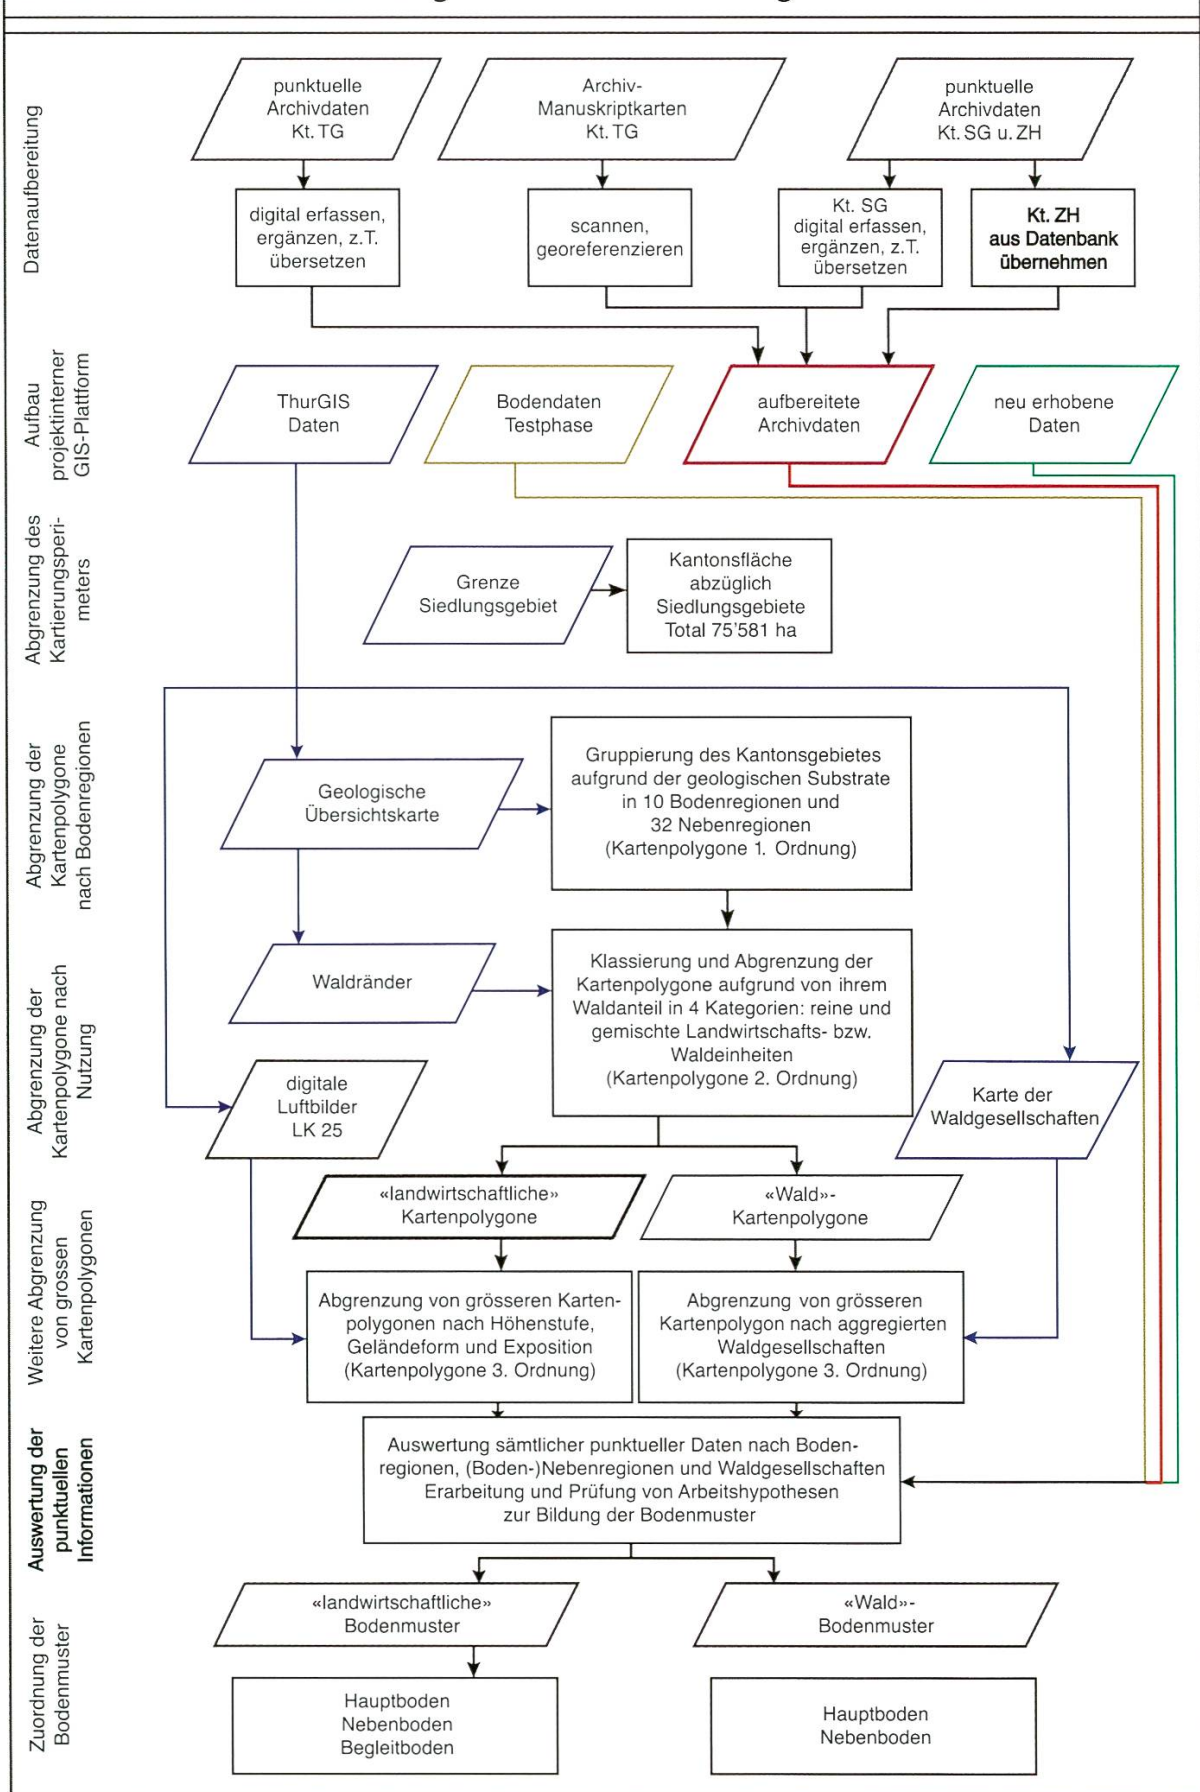 Datenaufbereitung
punktuelle
Archivdaten
Kt. TG
Archiv-
Manuskriptkarten
Kt. TG
punktuelle
Archivdaten
Kt. SG u. ZH
digital erfassen,
ergänzen, z.T.
übersetzen
scannen,
georeferenzieren
Kt. SG
digital erfassen,
ergänzen, z.T.
übersetzen
Kt. ZH
aus Datenbank
übernehmen
Aufbau
projektinterner
GIS-Plattform
ThurGIS
Daten
Bodendaten
Testphase
aufbereitete
Archivdaten
neu erhobene
Daten
Abgrenzung des
Kartierungsperi-
meters
Grenze
Siedlungsgebiet
Kantonsfläche
abzüglich
Siedlungsgebiete
Total 75'581 ha
Abgrenzung der
Kartenpolygone
nach Bodenregionen
Geologische
Übersichtskarte
Gruppierung des Kantonsgebietes
aufgrund der geologischen Substrate
in 10 Bodenregionen und
32 Nebenregionen
(Kartenpolygone 1. Ordnung)
Abgrenzung der
Kartenpolygone nach
Nutzung
Waldränder
Klassierung und Abgrenzung der
Kartenpolygone aufgrund von ihrem
Waldanteil in 4 Kategorien: reine und
gemischte Landwirtschafts- bzw.
Waldeinheiten
(Kartenpolygone 2. Ordnung)
digitale
Luftbilder
LK 25
Karte der
Waldgesellschaften
Weitere Abgrenzung
von grossen
Kartenpolygonen
«landwirtschaftliche»
Kartenpolygone
«Wald»-
Kartenpolygone
Abgrenzung von grösseren Karten-
polygonen nach Höhenstufe,
Geländeform und Exposition
(Kartenpolygone 3. Ordnung)
Abgrenzung von grösseren
Kartenpolygon nach aggregierten
Waldgesellschaften
(Kartenpolygone 3. Ordnung)
Auswertung der
punktuellen
Informationen
Auswertung sämtlicher punktueller Daten nach Boden-
regionen, (Boden-)Nebenregionen und Waldgesellschaften
Erarbeitung und Prüfung von Arbeitshypothesen
zur Bildung der Bodenmuster
Zuordnung der
Bodenmuster
«landwirtschaftliche»
Bodenmuster
«Wald»-
Bodenmuster
Hauptboden
Nebenboden
Begleitboden
Hauptboden
Nebenboden